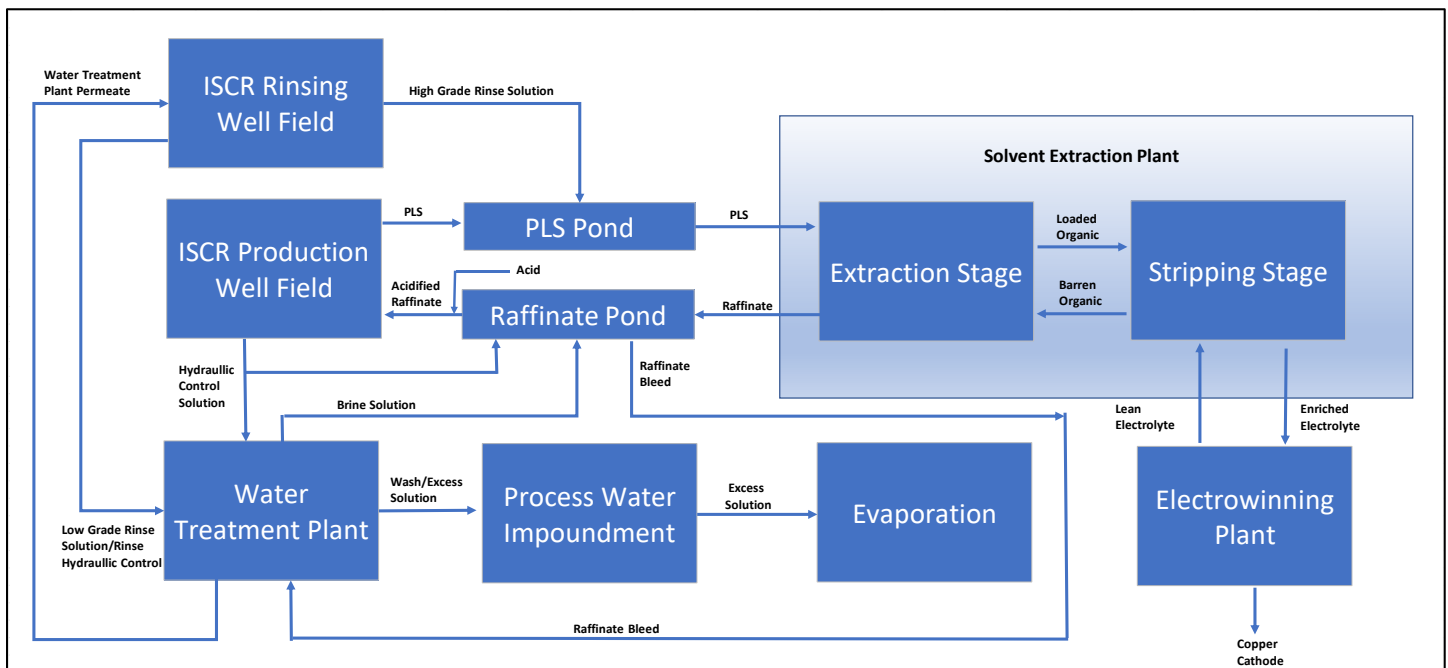 Water Treatment
Plant Permeate
ISCR Rinsing
Well Field
High Grade Rinse Solution
Solvent Extraction Plant
ISCR Production
Well Field
PLS
PLS Pond
PLS
Extraction Stage
Loaded
Organic
Barren
Organic
Stripping Stage
Acid
Acidified
Raffinate
Raffinate Pond
Raffinate
Hydraullic
Control
Solution
Raffinate
Bleed
Brine Solution
Lean
Electrolyte
Enriched
Electrolyte
Water
Treatment Plant
Wash/Excess
Solution
Process Water
Impoundment
Excess
Solution
Evaporation
Electrowinning
Plant
Low Grade Rinse
Solution/Rinse
Hydraullic Control
Raffinate Bleed
Copper
Cathode